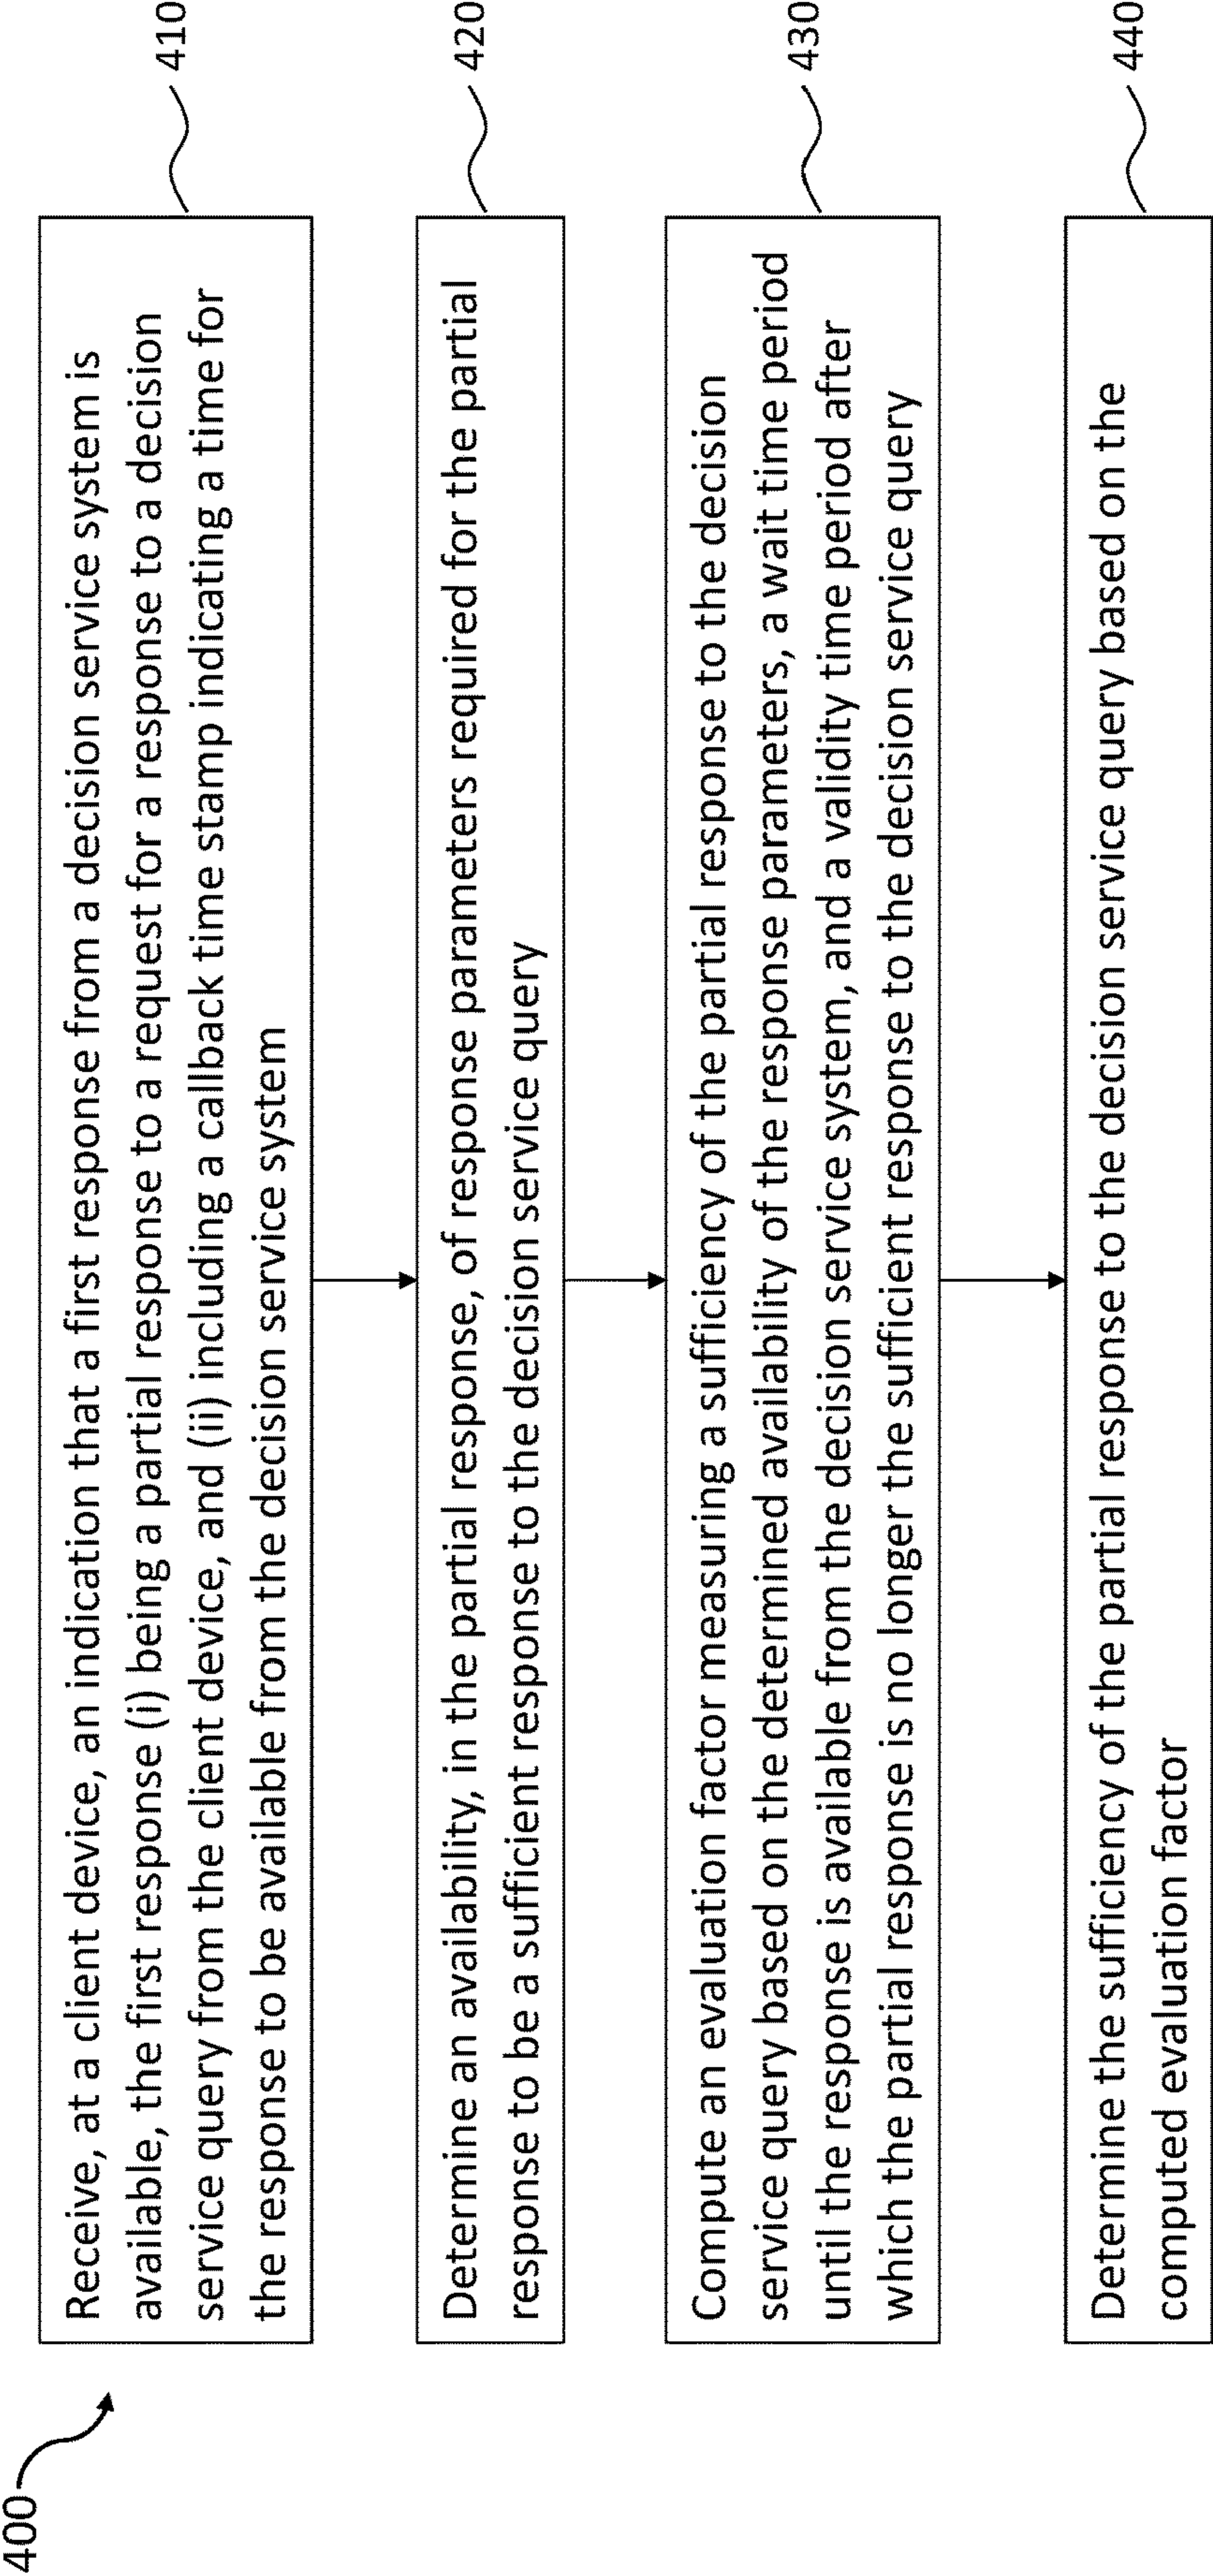 400
Receive, at a client device, an indication that a first response from a decision service system is
available, the first response (i) being a partial response to a request for a response to a decision
service query from the client device, and (ii) including a callback time stamp indicating a time for
the response to be available from the decision service system
410
Determine an availability, in the partial response, of response parameters required for the partial
response to be a sufficient response to the decision service query
420
Compute an evaluation factor measuring a sufficiency of the partial response to the decision
service query based on the determined availability of the response parameters, a wait time period
until the response is available from the decision service system, and a validity time period after
which the partial response is no longer the sufficient response to the decision service query
430
Determine the sufficiency of the partial response to the decision service query based on the
computed evaluation factor
440